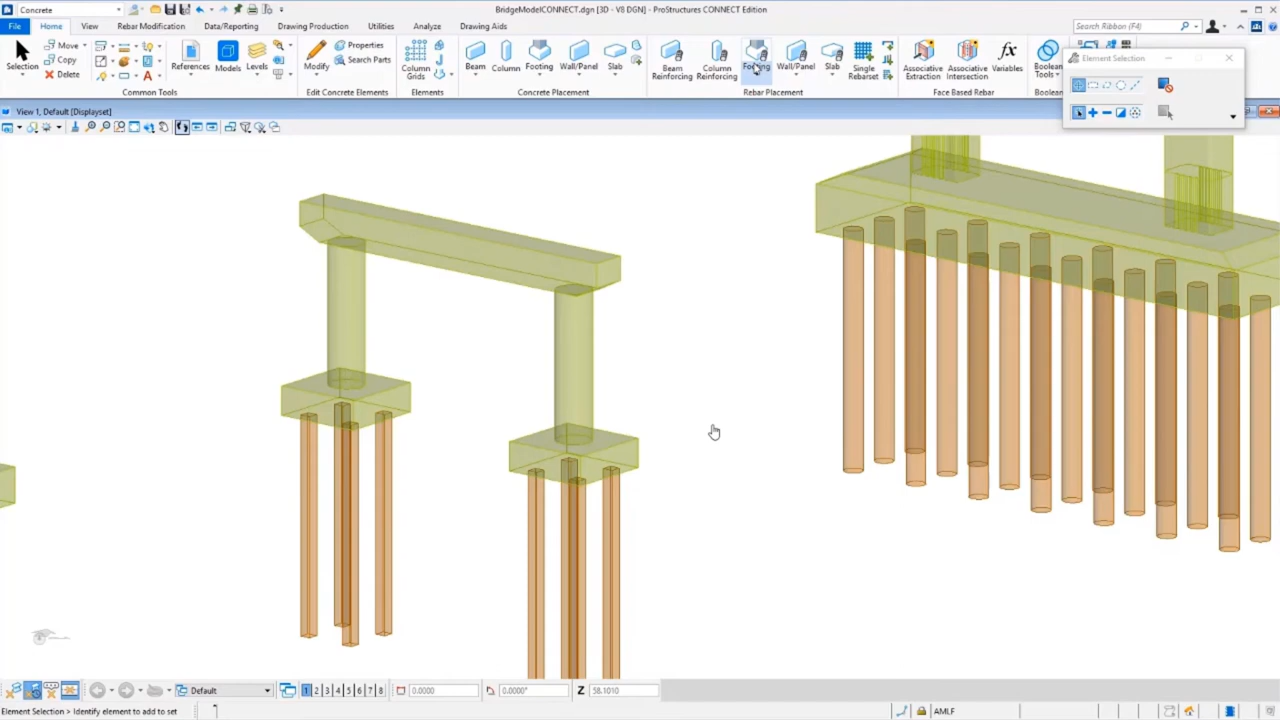 Concrete
BridgeModelCONNECT.dgn [3D - V8 DGN] - ProStructures CONNECT Edition
File Home View Rebar Modification Data/Reporting Drawing Production Utilities Analyze Drawing Aids
Search Ribbon (F4)
Selection
Move
Copy
Delete
References
Models
Levels
Common Tools
Modify
Properties
Search Parts
Edit Concrete Elements
Column Grids
Elements
Beam
Column
Footing
Wall/Panel
Slab
Concrete Placement
Beam Reinforcing
Column Reinforcing
Footing
Wall/Panel
Slab
Single Rebarset
Rebar Placement
Associative Extraction
Associative Intersection
Variables
Face Based Rebar
Boolean Tools
Boolean
Element Selection
View 1, Default [Displayset]
Default
1 2 3 4 5 6 7 8
0.0000
0.0000°
Z
58.1010
Element Selection > Identify element to add to set
AMLF